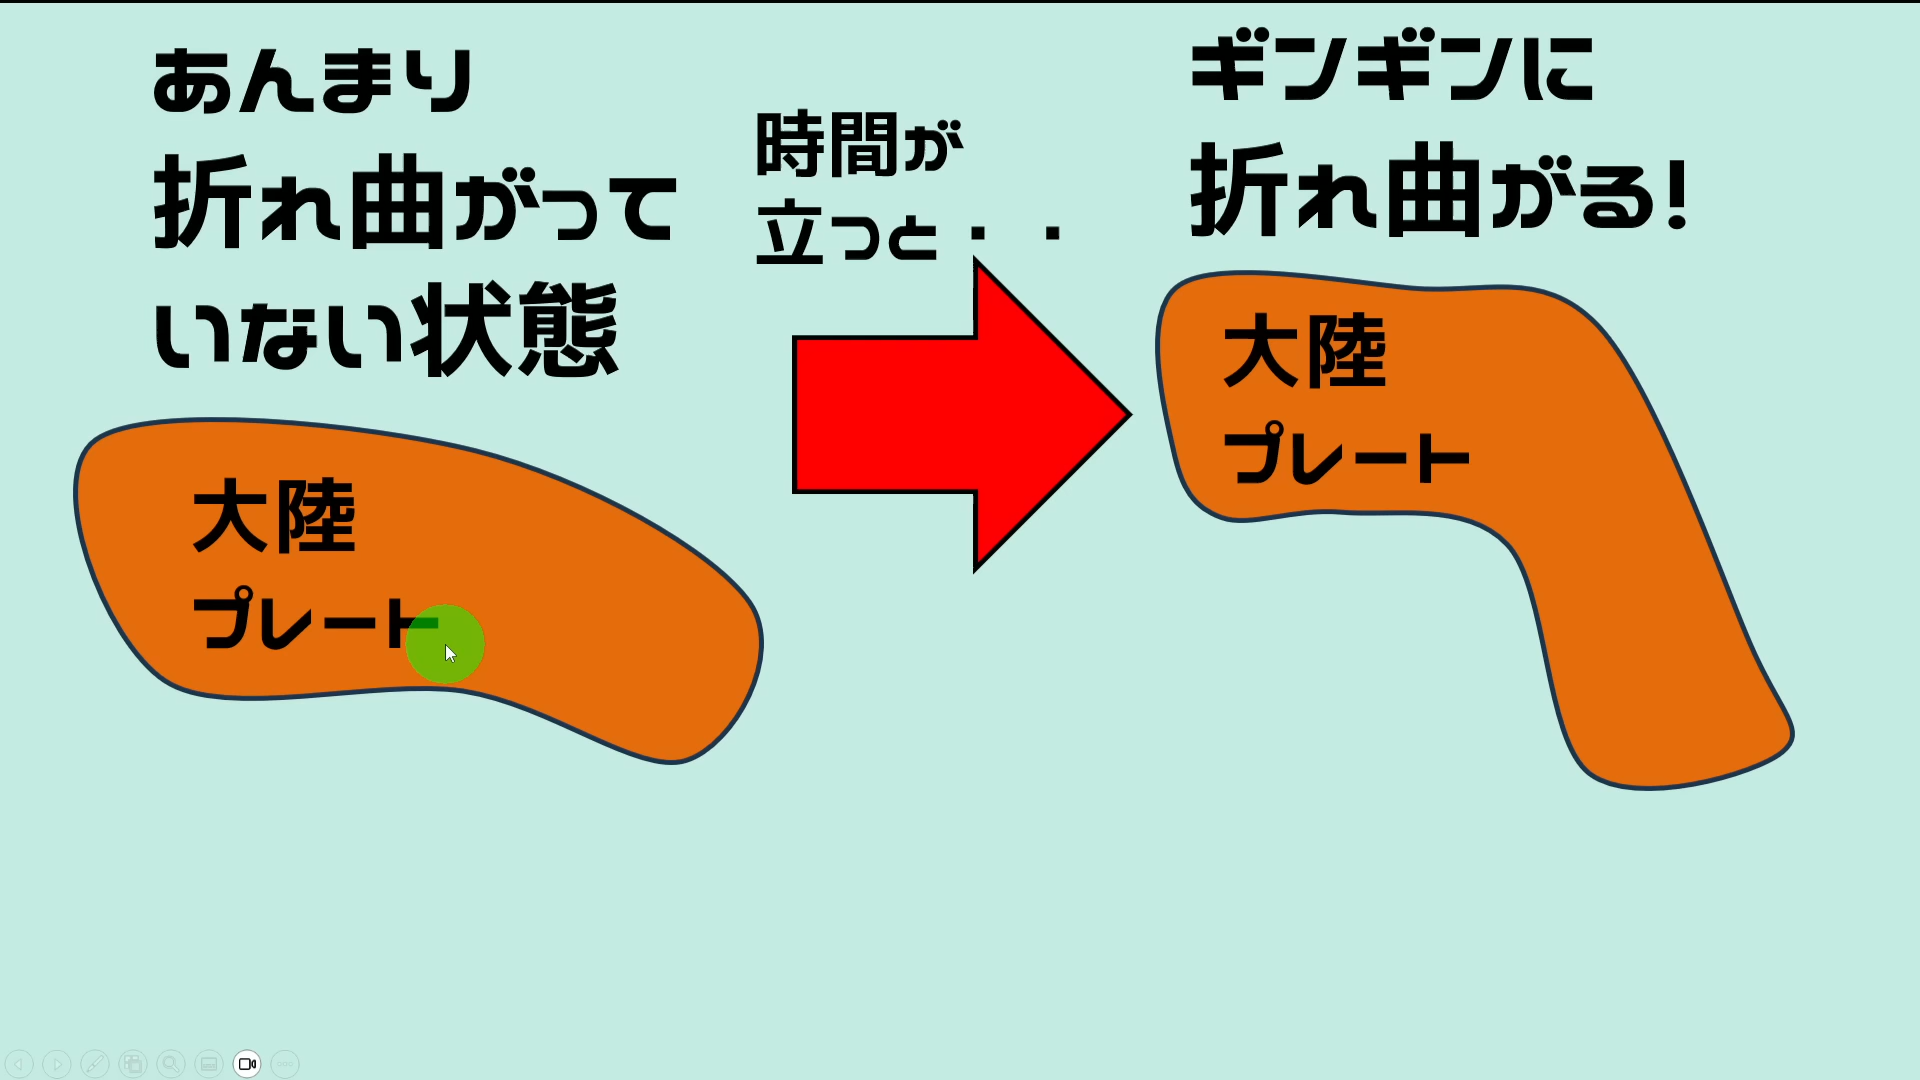 あんまり
折れ曲がって
いない状態
時間が
立つと・・
ギンギンに
折れ曲がる!
大陸
プレート
大陸
プレート